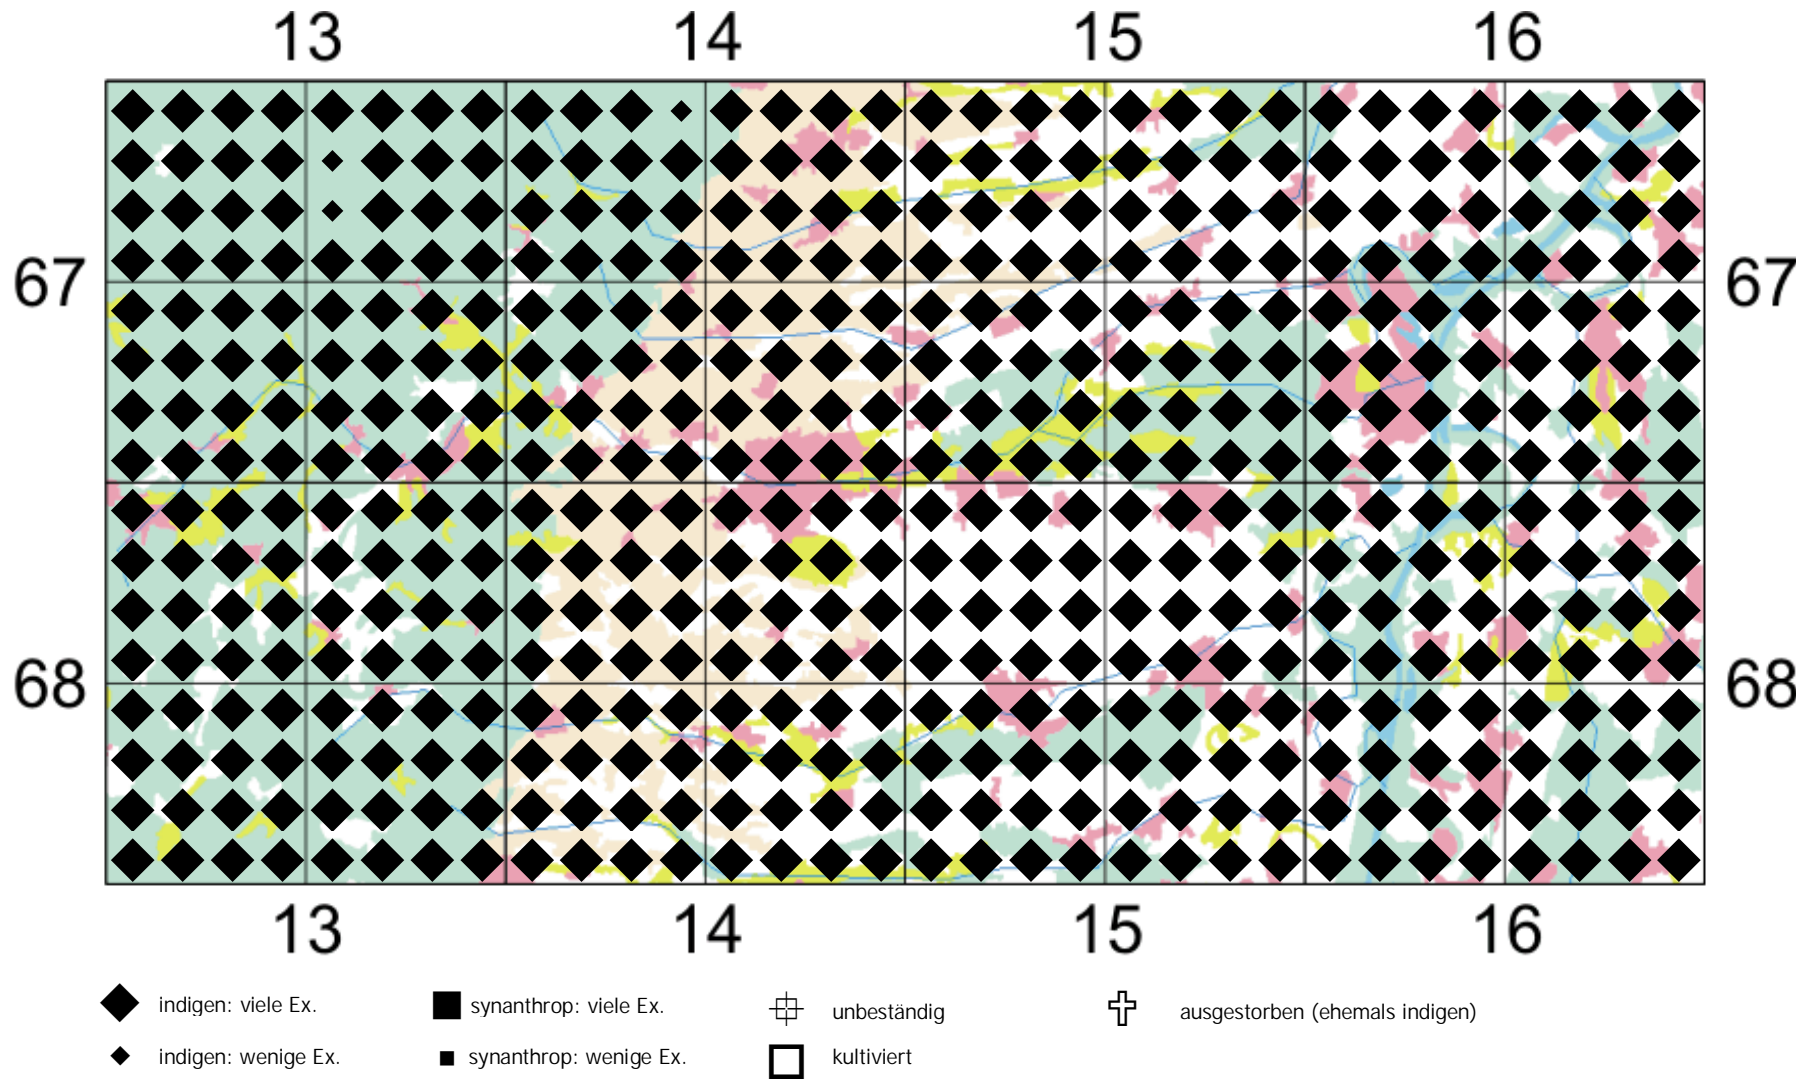 13 14 15 16
67 67
68 68
13 14 15 16
indigen: viele Ex. synanthrop: viele Ex. unbeständig ausgestorben (ehemals indigen)
indigen: wenige Ex. synanthrop: wenige Ex. kultiviert